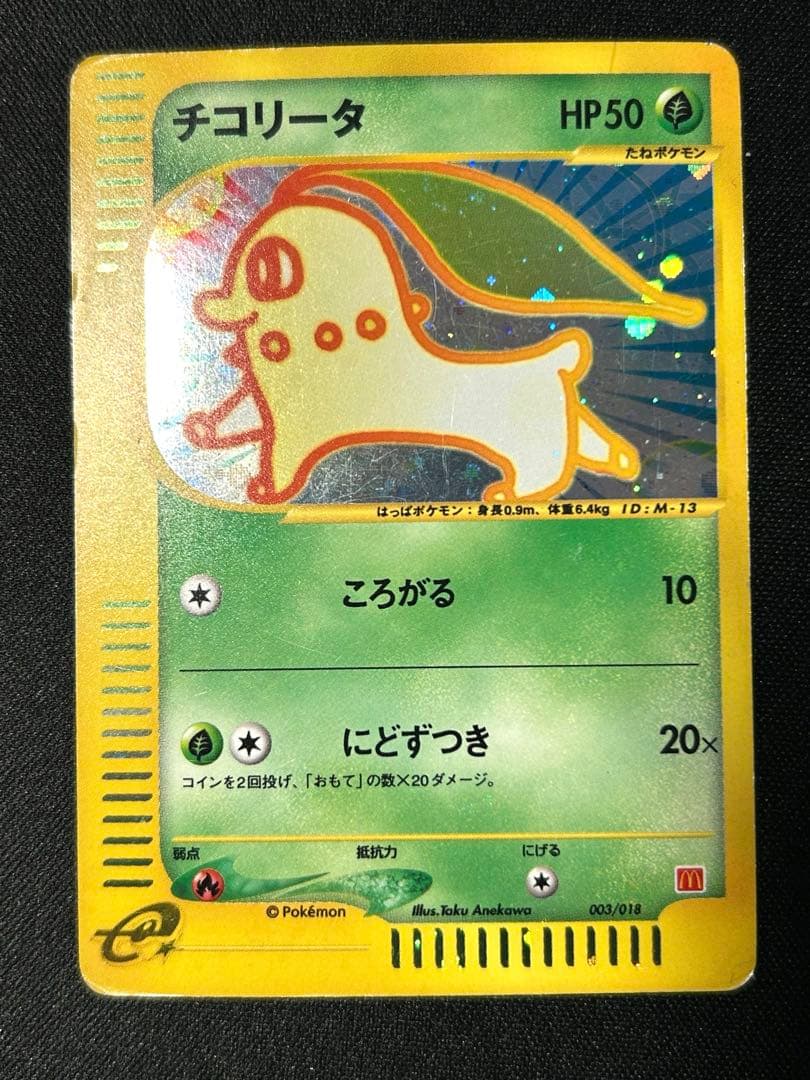 チコリータ HP50
たねポケモン
はっぱポケモン：身長0.9m、体重6.4kg ID:M-13
ころがる 10
にどずつき 20×
コインを2回投げ、「おもて」の数×20ダメージ。
弱点 抵抗力 にげる
© Pokémon Illus.Taku Anekawa 003/018